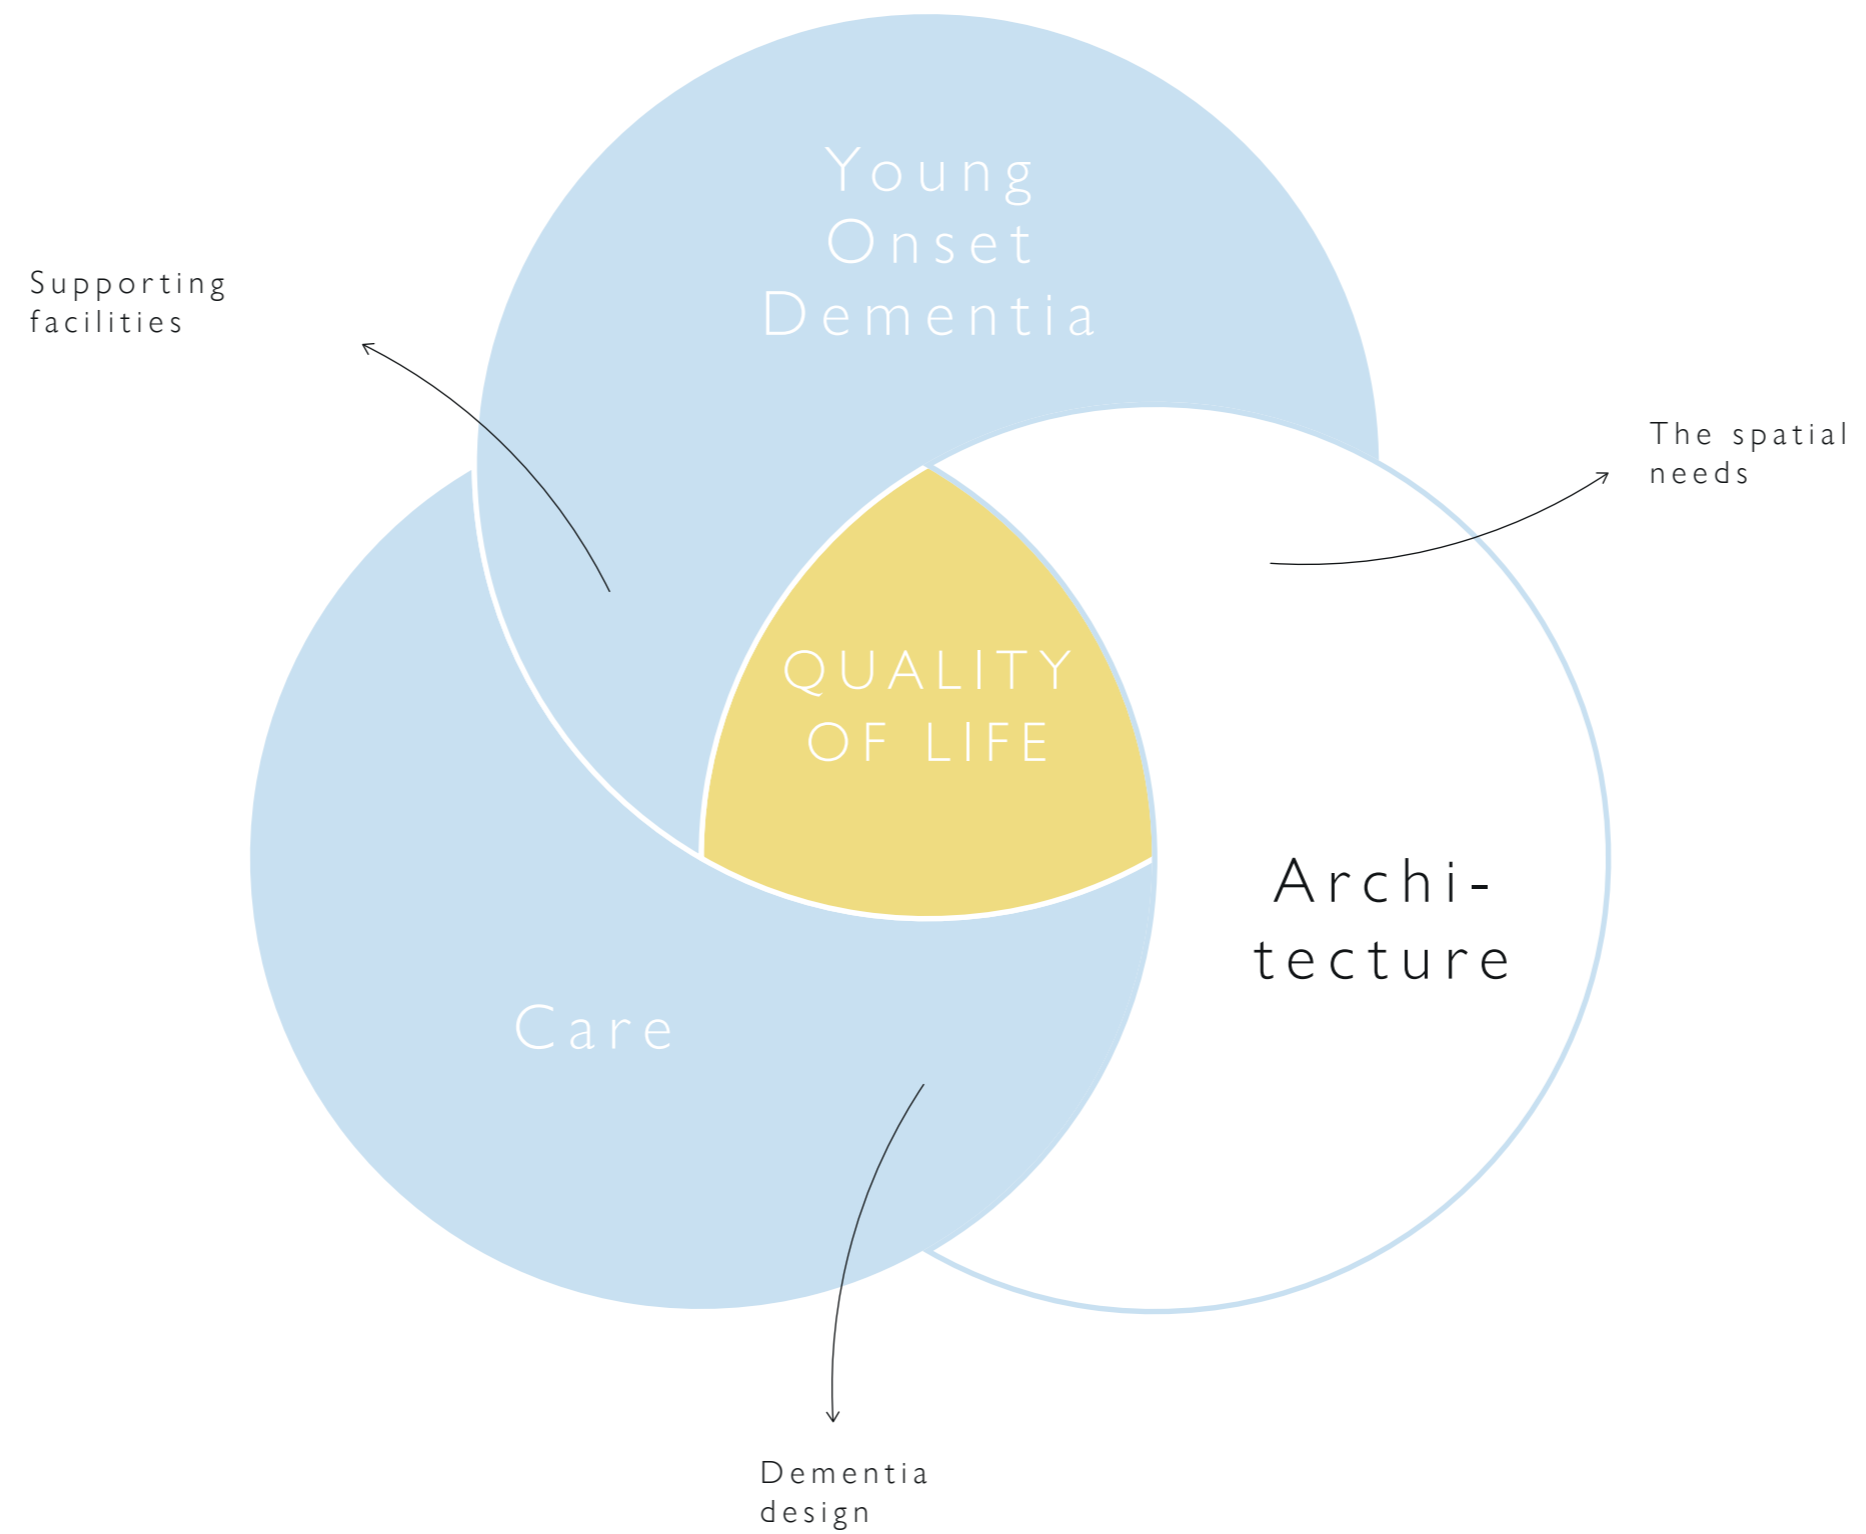 Young
Onset
Dementia
Supporting
facilities
The spatial
needs
QUALITY
OF LIFE
Archi-
tecture
Care
Dementia
design